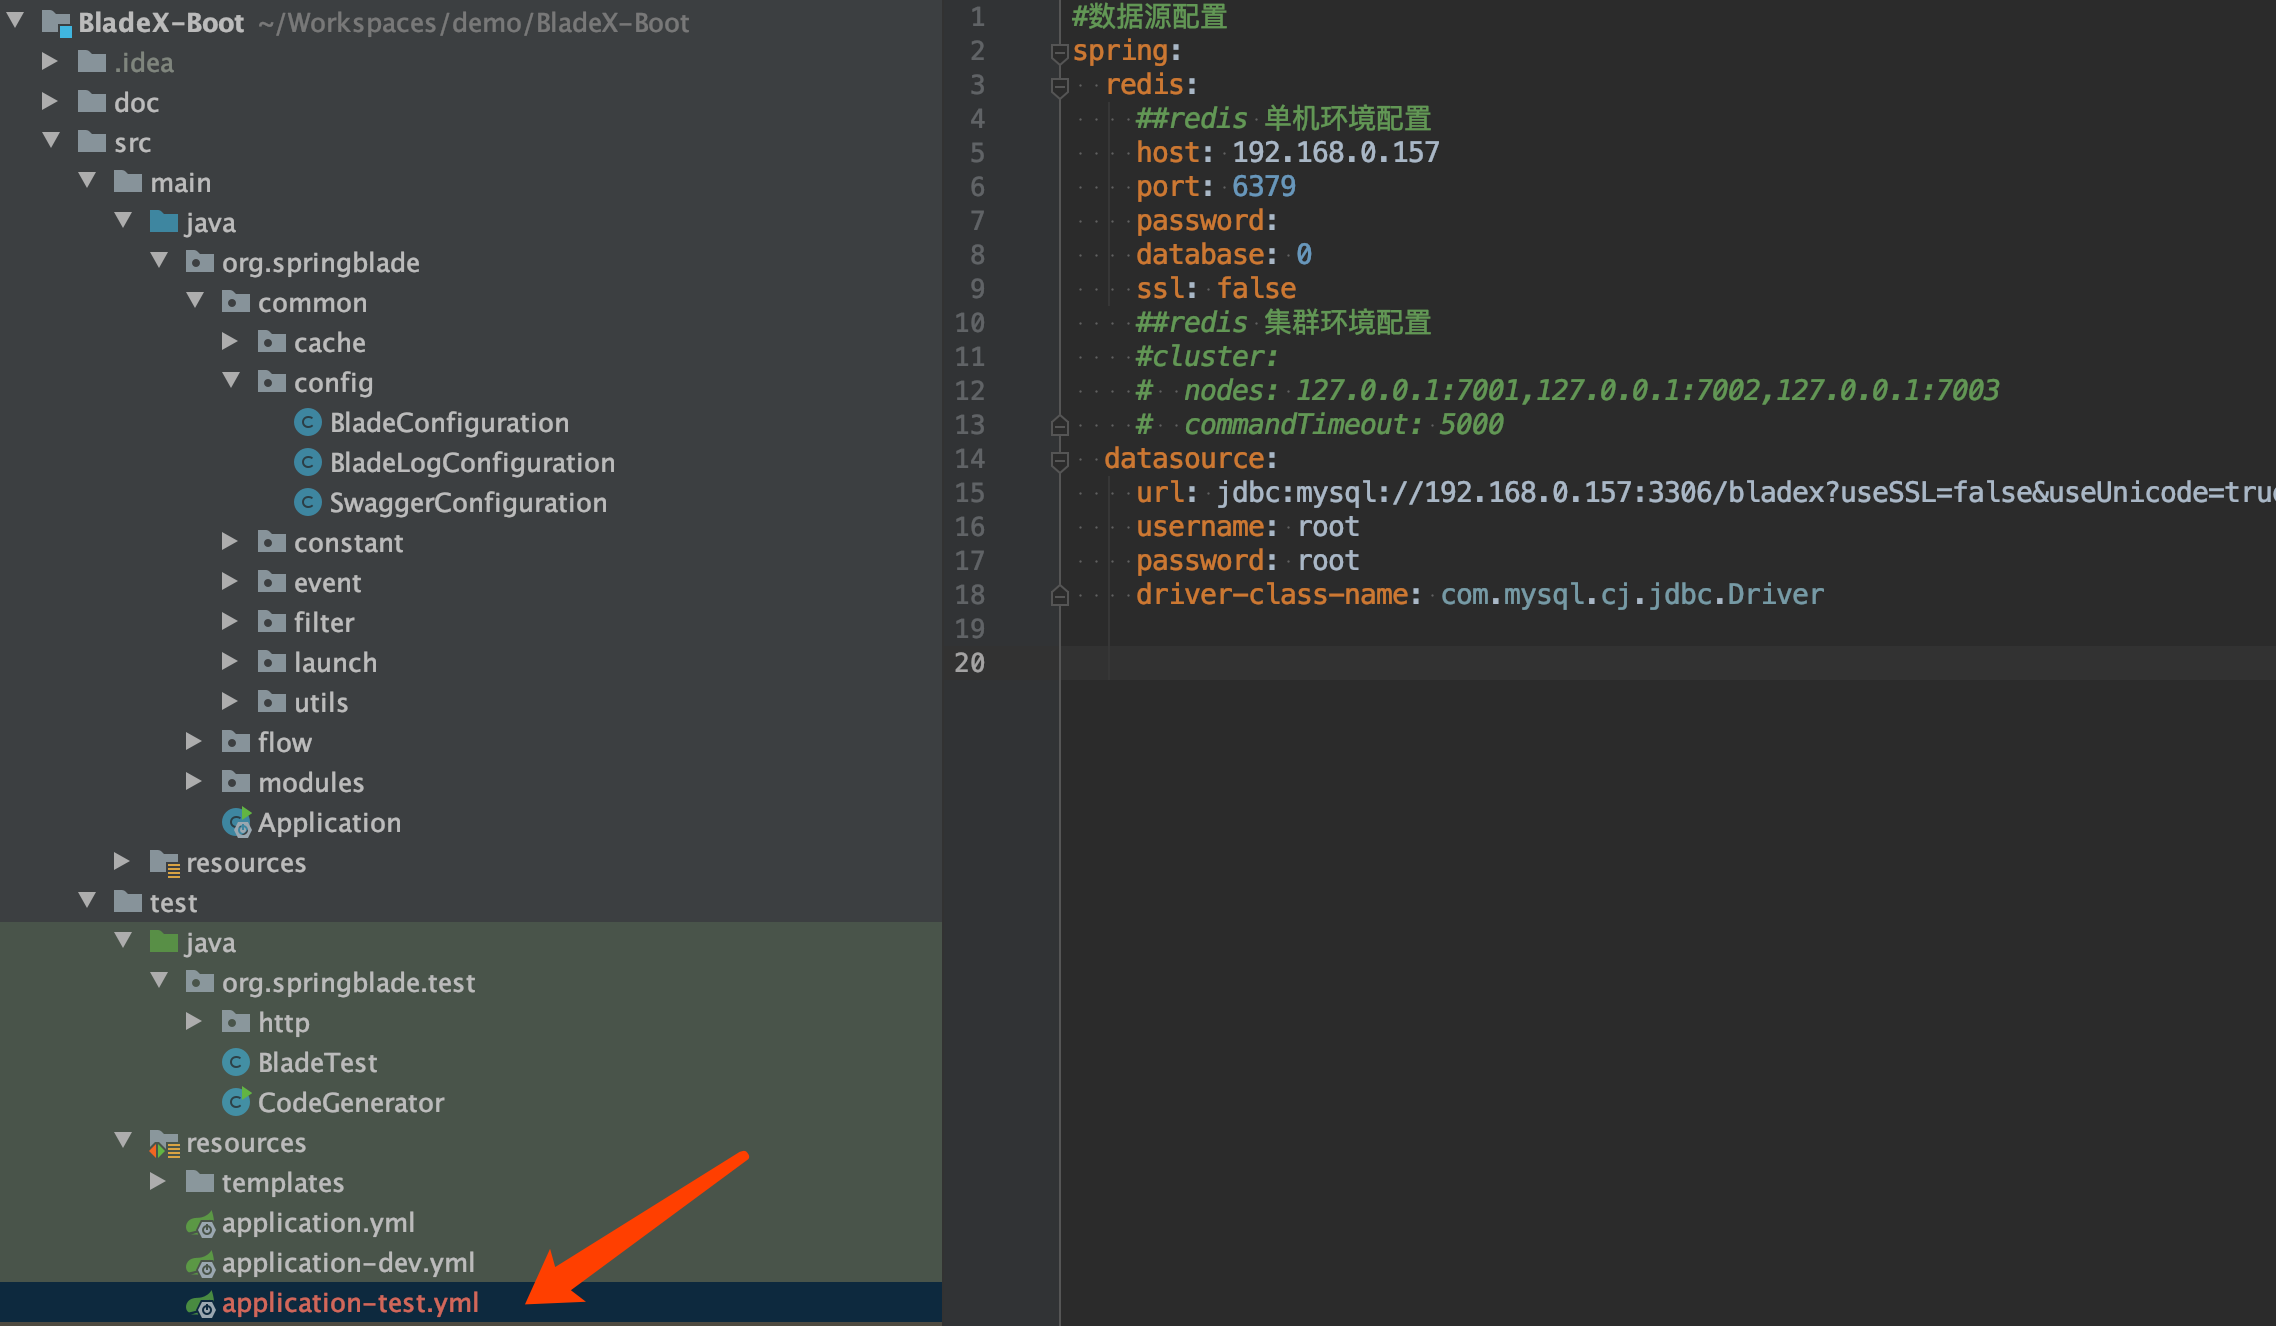 BladeX-Boot ~/Workspaces/demo/BladeX-Boot
.idea
doc
src
main
java
org.springblade
common
cache
config
BladeConfiguration
BladeLogConfiguration
SwaggerConfiguration
constant
event
filter
launch
utils
flow
modules
Application
resources
test
java
org.springblade.test
http
BladeTest
CodeGenerator
resources
templates
application.yml
application-dev.yml
application-test.yml
1 #数据源配置
2 spring:
3 redis:
4 ##redis 单机环境配置
5 host: 192.168.0.157
6 port: 6379
7 password:
8 database: 0
9 ssl: false
10 ##redis 集群环境配置
11 #cluster:
12 # nodes: 127.0.0.1:7001,127.0.0.1:7002,127.0.0.1:7003
13 # commandTimeout: 5000
14 datasource:
15 url: jdbc:mysql://192.168.0.157:3306/bladex?useSSL=false&useUnicode=true
16 username: root
17 password: root
18 driver-class-name: com.mysql.cj.jdbc.Driver
19
20